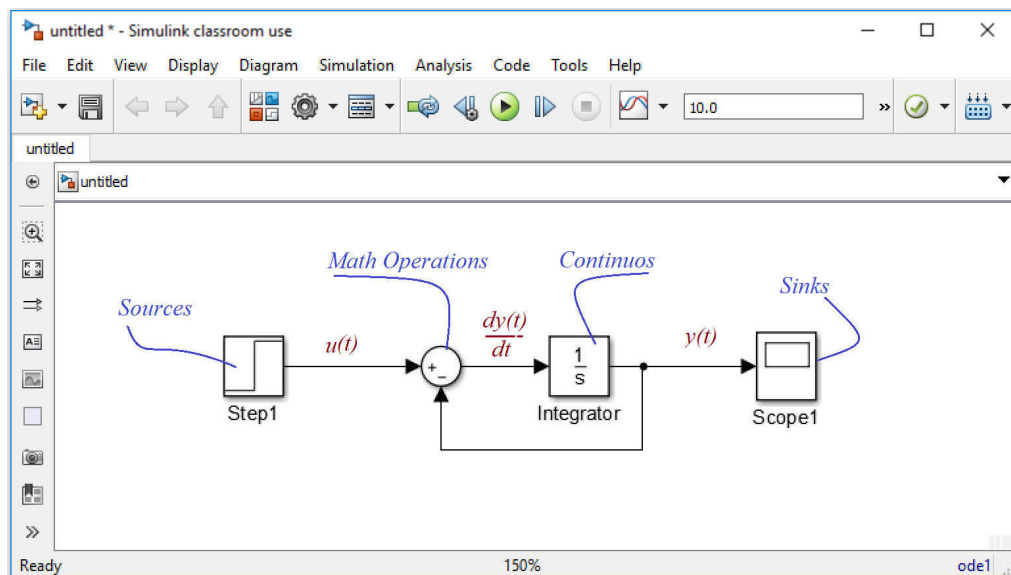 untitled * - Simulink classroom use
File Edit View Display Diagram Simulation Analysis Code Tools Help
10.0 »
untitled
untitled
Math Operations
Continuos
Sources
Sinks
u(t)
dy(t)
dt
y(t)
+
−
1
s
Step1
Integrator
Scope1
A
»
Ready 150% ode1